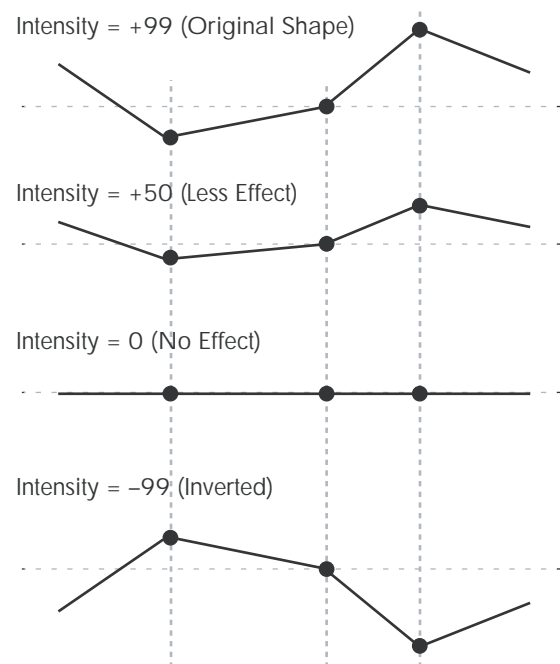 Intensity = +99 (Original Shape)
Intensity = +50 (Less Effect)
Intensity = 0 (No Effect)
Intensity = –99 (Inverted)